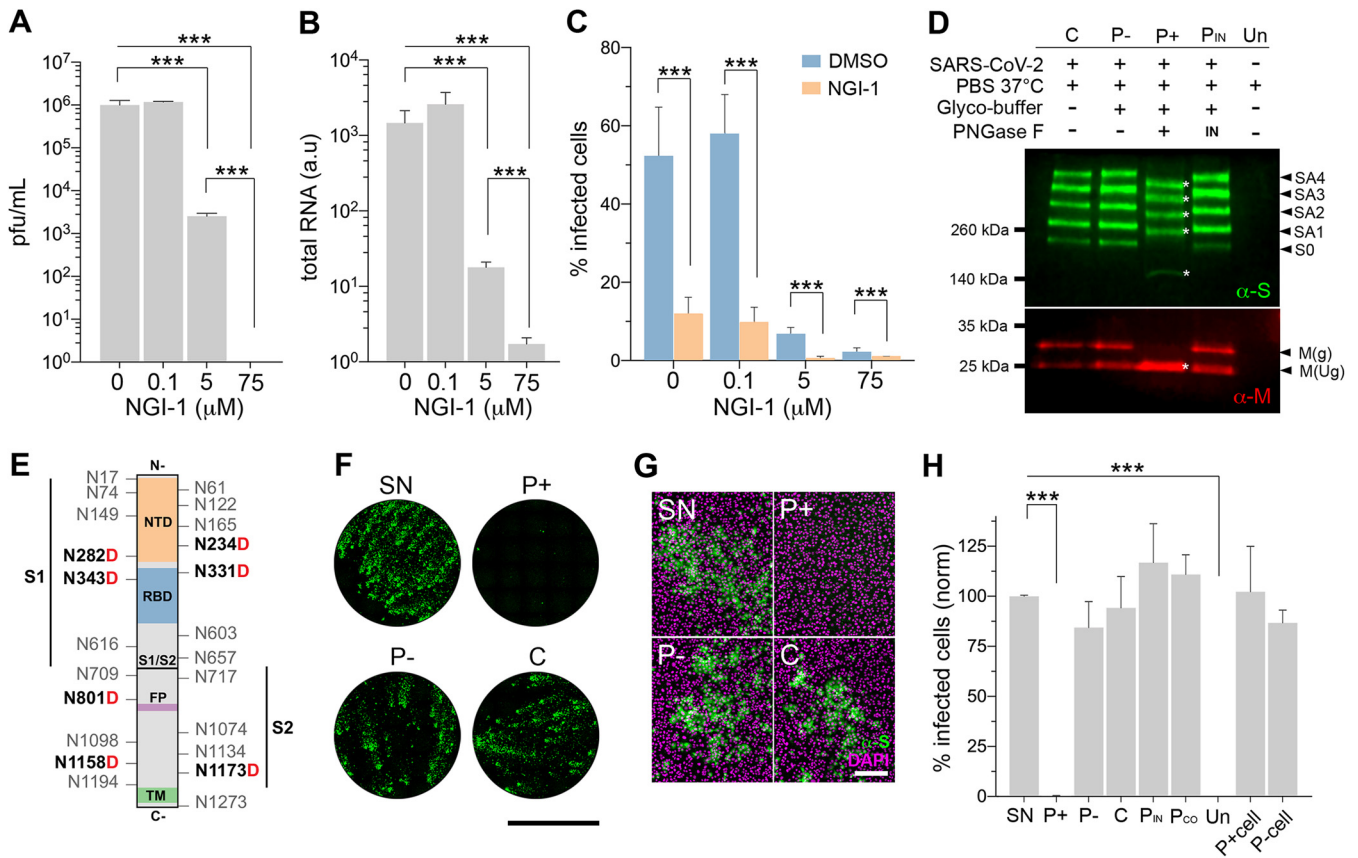 A
***
***
***
10⁷
10⁶
10⁵
10⁴
10³
10²
10¹
10⁰
pfu/mL
0 0.1 5 75
NGI-1 (μM)
B
***
***
***
10⁴
10³
10²
10¹
10⁰
total RNA (a.u)
0 0.1 5 75
NGI-1 (μM)
C
80
60
40
20
0
% infected cells
DMSO
NGI-1
***
***
***
***
0 0.1 5 75
NGI-1 (μM)
D
C P- P+ PIN Un
SARS-CoV-2 + + + + -
PBS 37°C + + + + +
Glyco-buffer - + + + -
PNGase F - - + IN -
260 kDa
140 kDa
*
*
*
*
*
SA4
SA3
SA2
SA1
S0
α-S
35 kDa
25 kDa
*
M(g)
M(Ug)
α-M
E
N-
N17
N74
N149
N282D
N343D
N616
N709
N801D
N1098
N1158D
N1194
S1
NTD
RBD
S1/S2
FP
TM
C-
N61
N122
N165
N234D
N331D
N603
N657
N717
N1074
N1134
N1173D
N1273
S2
F
SN P+
P- C
G
SN P+
P- C
α-S
DAPI
H
***
***
125
100
75
50
25
0
% infected cells (norm)
SN P+ P- C PIN PCO Un P+cell P-cell